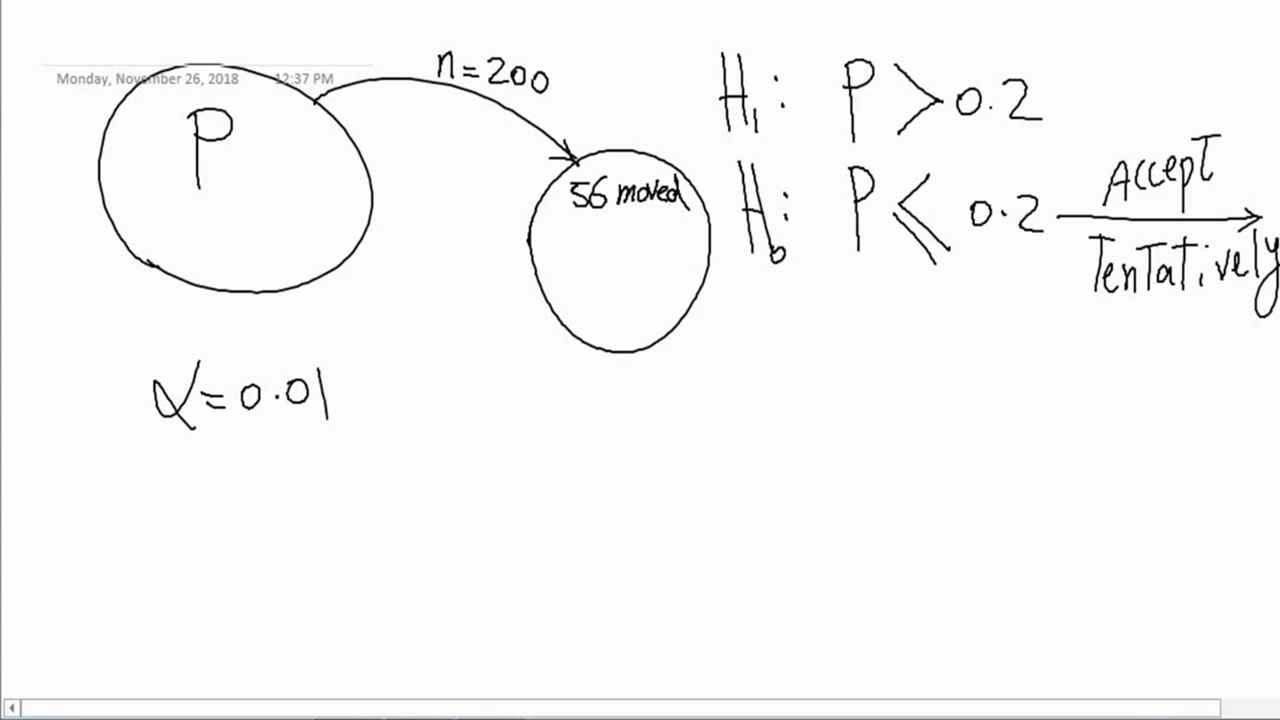 Monday, November 26, 2018 12:37 PM
P
n=200
56 moved
H₁: P>0.2
H₀: P≤0.2
Accept
Tentatively
α=0.01